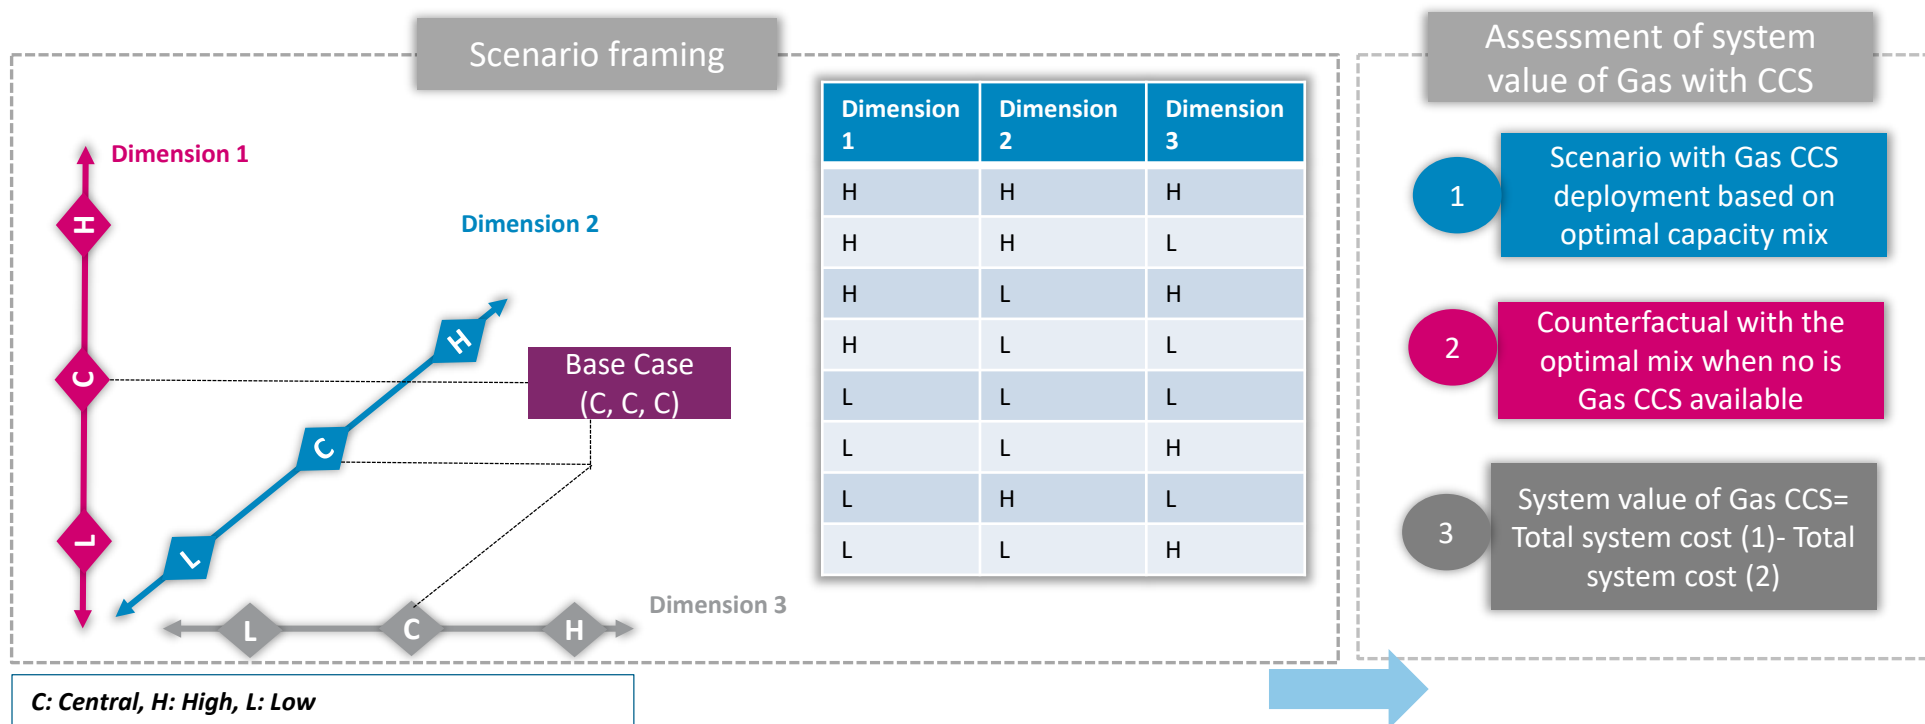 Scenario framing
Dimension 1
H
C
L
Dimension 2
H
C
L
Dimension 3
L
C
H
Base Case
(C, C, C)
Dimension 1 Dimension 2 Dimension 3
H H H
H H L
H L H
H L L
L L L
L L H
L H L
L L H
C: Central, H: High, L: Low
Assessment of system
value of Gas with CCS
1
Scenario with Gas CCS
deployment based on
optimal capacity mix
2
Counterfactual with the
optimal mix when no is
Gas CCS available
3
System value of Gas CCS=
Total system cost (1)- Total
system cost (2)